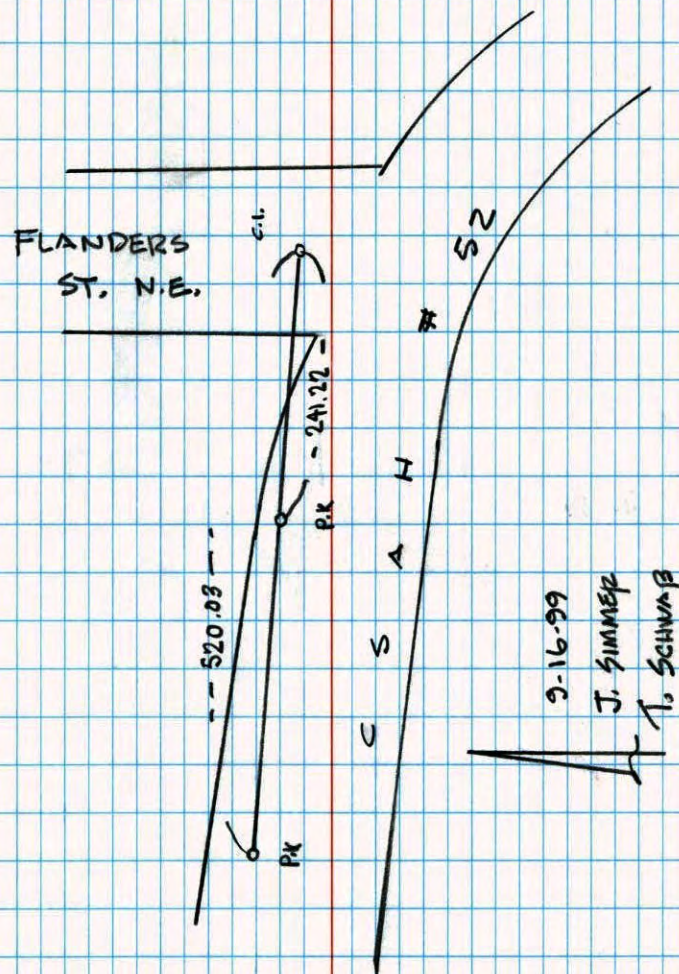 FLANDERS
ST. N.E.
C.I.
- 241.22 -
P.K
-- 520.03 --
P.K
C S A H # 52
9-16-99
J. SIMMER
T. SCHWAB